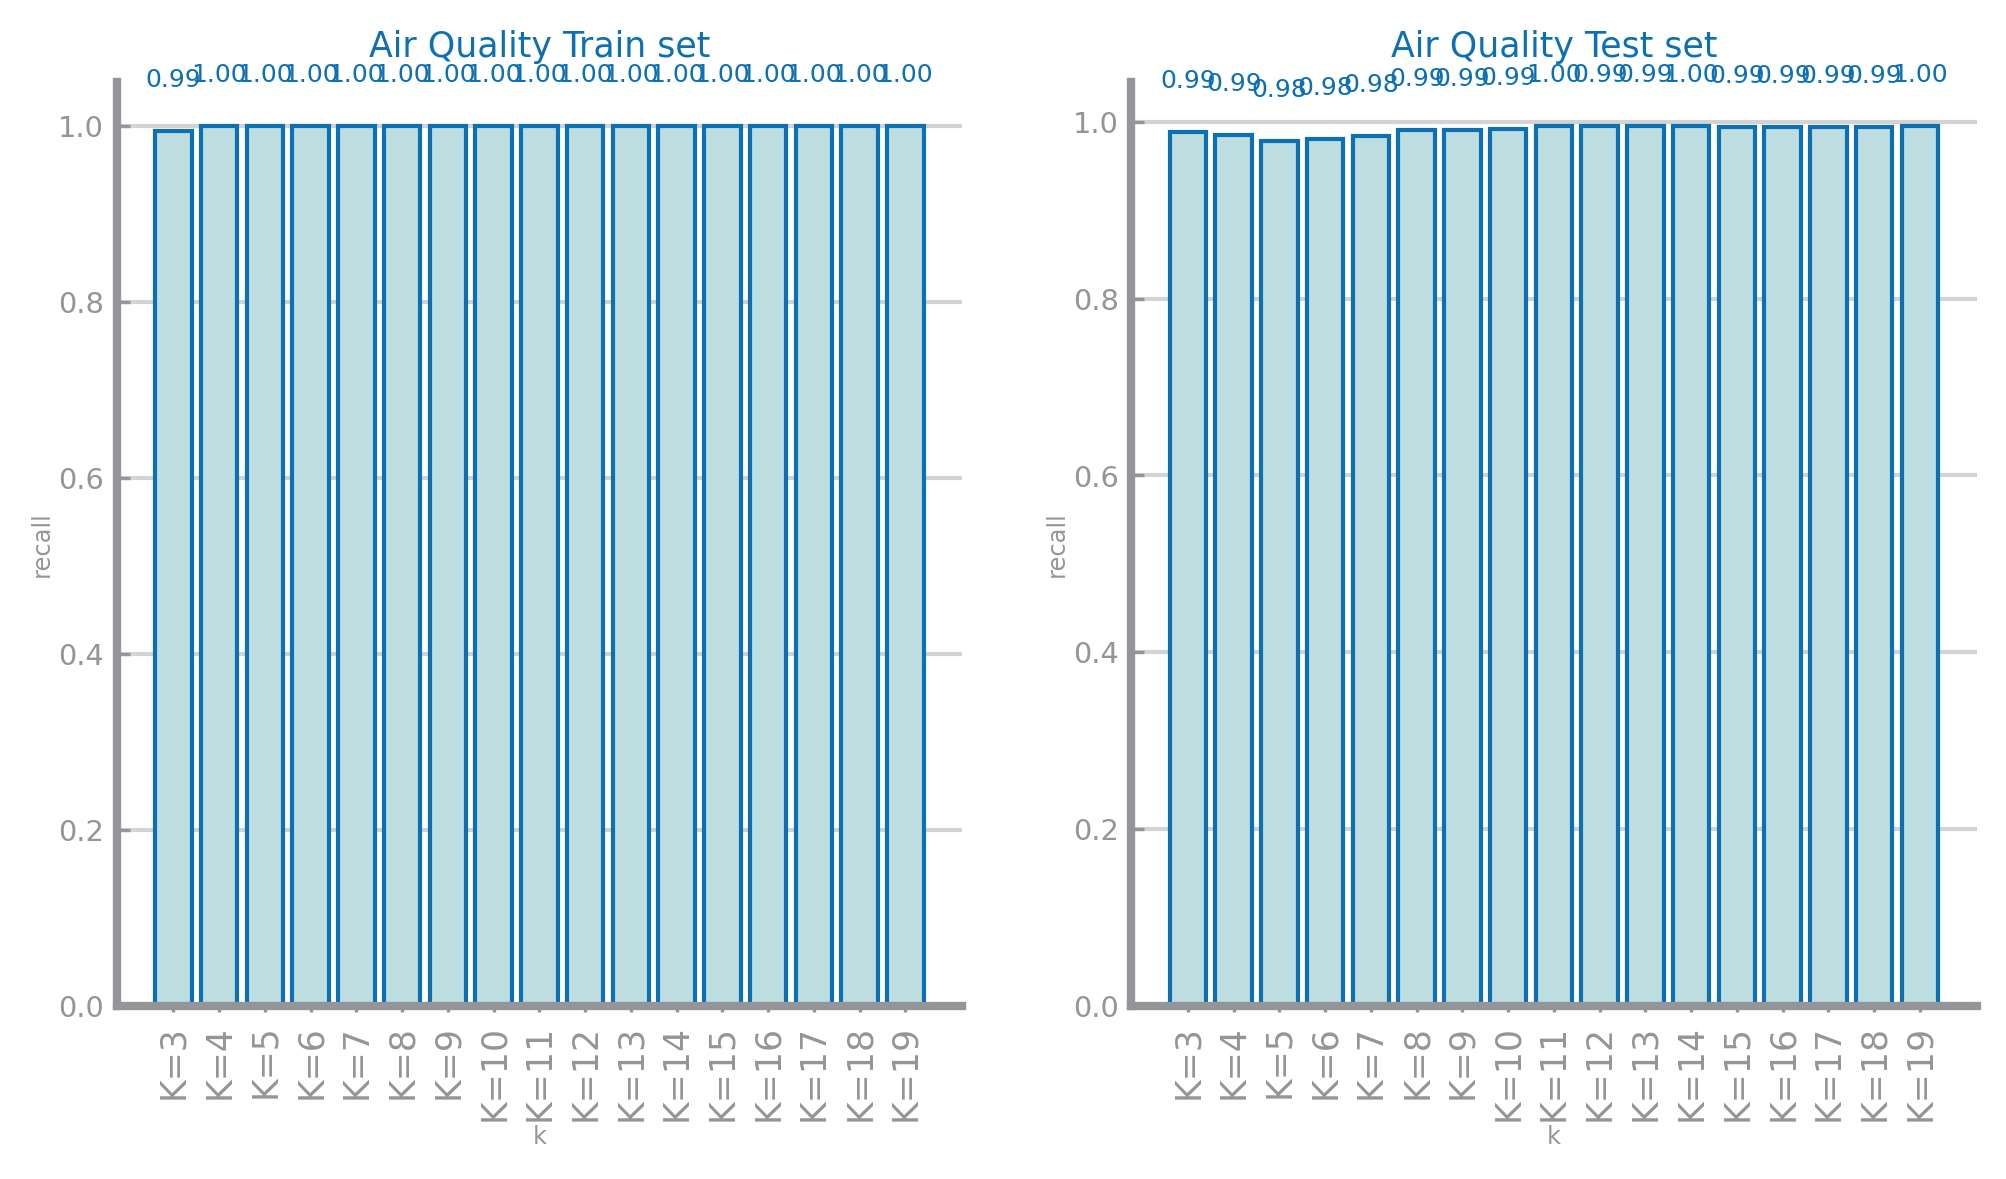 Air Quality Train set
0.99 1.00 1.00 1.00 1.00 1.00 1.00 1.00 1.00 1.00 1.00 1.00 1.00 1.00 1.00 1.00 1.00
1.0
0.8
0.6
0.4
0.2
0.0
recall
K=3 K=4 K=5 K=6 K=7 K=8 K=9 K=10 K=11 K=12 K=13 K=14 K=15 K=16 K=17 K=18 K=19
k
Air Quality Test set
0.99 0.99 0.98 0.98 0.98 0.99 0.99 0.99 1.00 0.99 0.99 1.00 0.99 0.99 0.99 0.99 1.00
1.0
0.8
0.6
0.4
0.2
0.0
recall
K=3 K=4 K=5 K=6 K=7 K=8 K=9 K=10 K=11 K=12 K=13 K=14 K=15 K=16 K=17 K=18 K=19
k